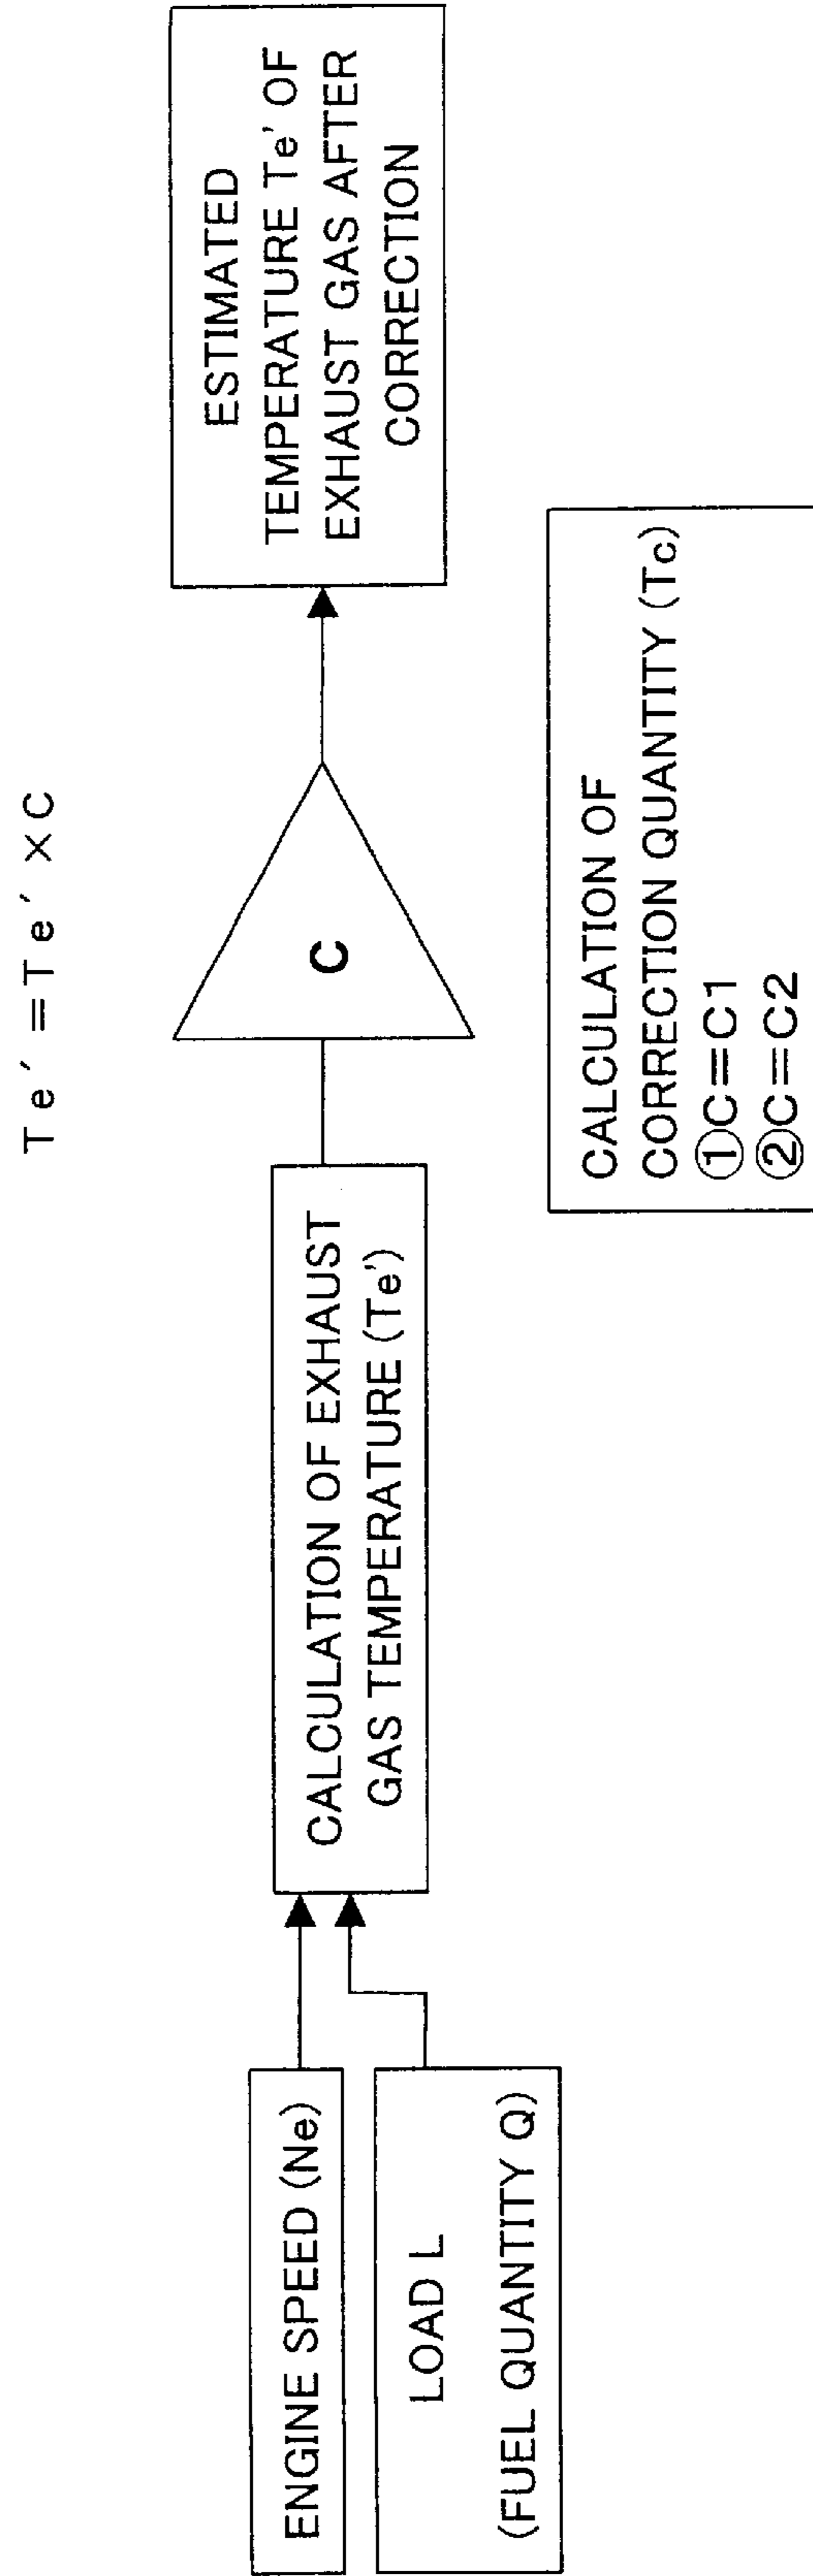 Te′=Te′×C
ENGINE SPEED (Ne)
LOAD L
(FUEL QUANTITY Q)
CALCULATION OF EXHAUST
GAS TEMPERATURE (Te')
C
ESTIMATED
TEMPERATURE Te' OF
EXHAUST GAS AFTER
CORRECTION
CALCULATION OF
CORRECTION QUANTITY (Tc)
①C=C1
②C=C2